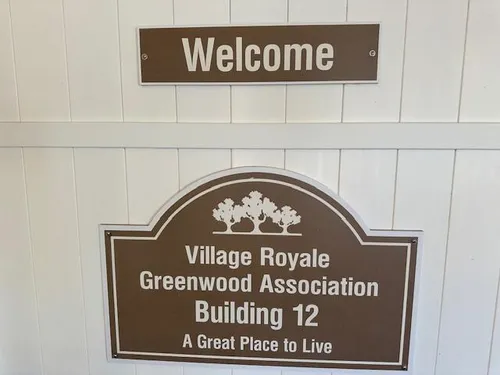 Welcome
Village Royale
Greenwood Association
Building 12
A Great Place to Live